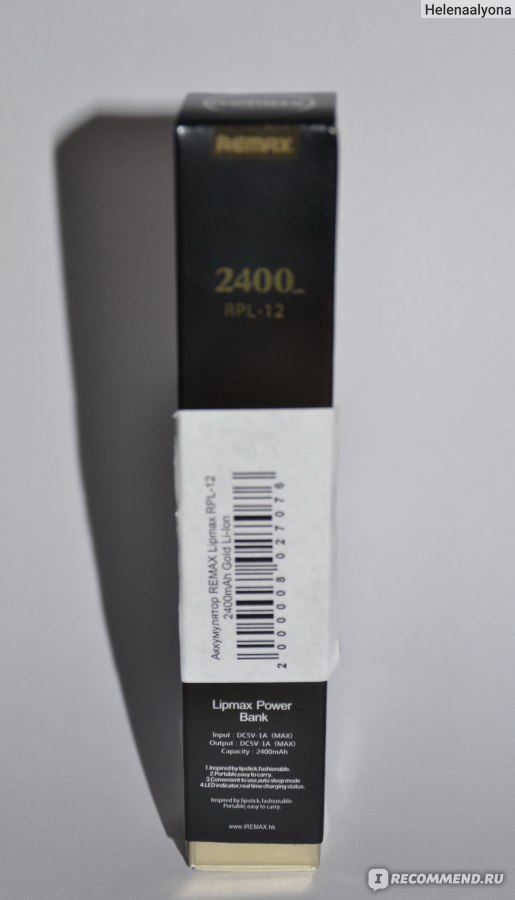 Helenaalyona
REMAX
2400
RPL-12
Аккумулятор REMAX Lipmax RPL-12
2400mAh Gold Li-Ion
2 000008 027076
Lipmax Power
Bank
Input : DC5V-1A (MAX)
Output : DC5V-1A (MAX)
Capacity : 2400mAh
1.Inspired by lipstick,fashionable.
2.Portable,easy to carry.
3.Convenient to use,auto sleep mode
4.LED indicator,real time charging status.
Inspired by lipstick, fashionable.
Portable, easy to carry.
www.iREMAX.hk
I RECOMMEND.RU